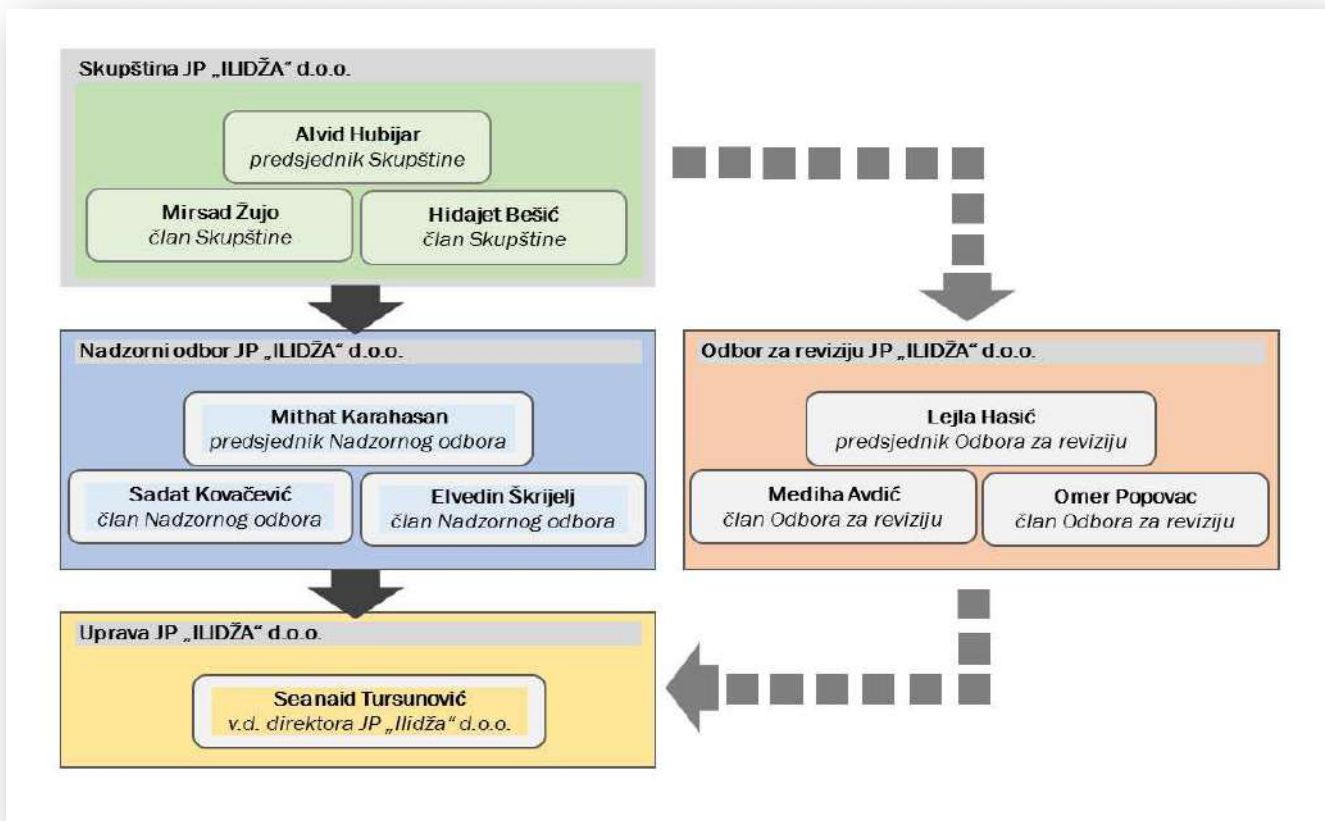 Skupština JP „ILIDŽA“ d.o.o.
Alvid Hubijar
predsjednik Skupštine
Mirsad Žujo
član Skupštine
Hidajet Bešić
član Skupštine
Nadzorni odbor JP „ILIDŽA“ d.o.o.
Mithat Karahasan
predsjednik Nadzornog odbora
Sadat Kovačević
član Nadzornog odbora
Elvedin Škrijelj
član Nadzornog odbora
Odbor za reviziju JP „ILIDŽA“ d.o.o.
Lejla Hasić
predsjednik Odbora za reviziju
Mediha Avdić
član Odbora za reviziju
Omer Popovac
član Odbora za reviziju
Uprava JP „ILIDŽA“ d.o.o.
Seanaid Tursunović
v.d. direktora JP „Ilidža“ d.o.o.